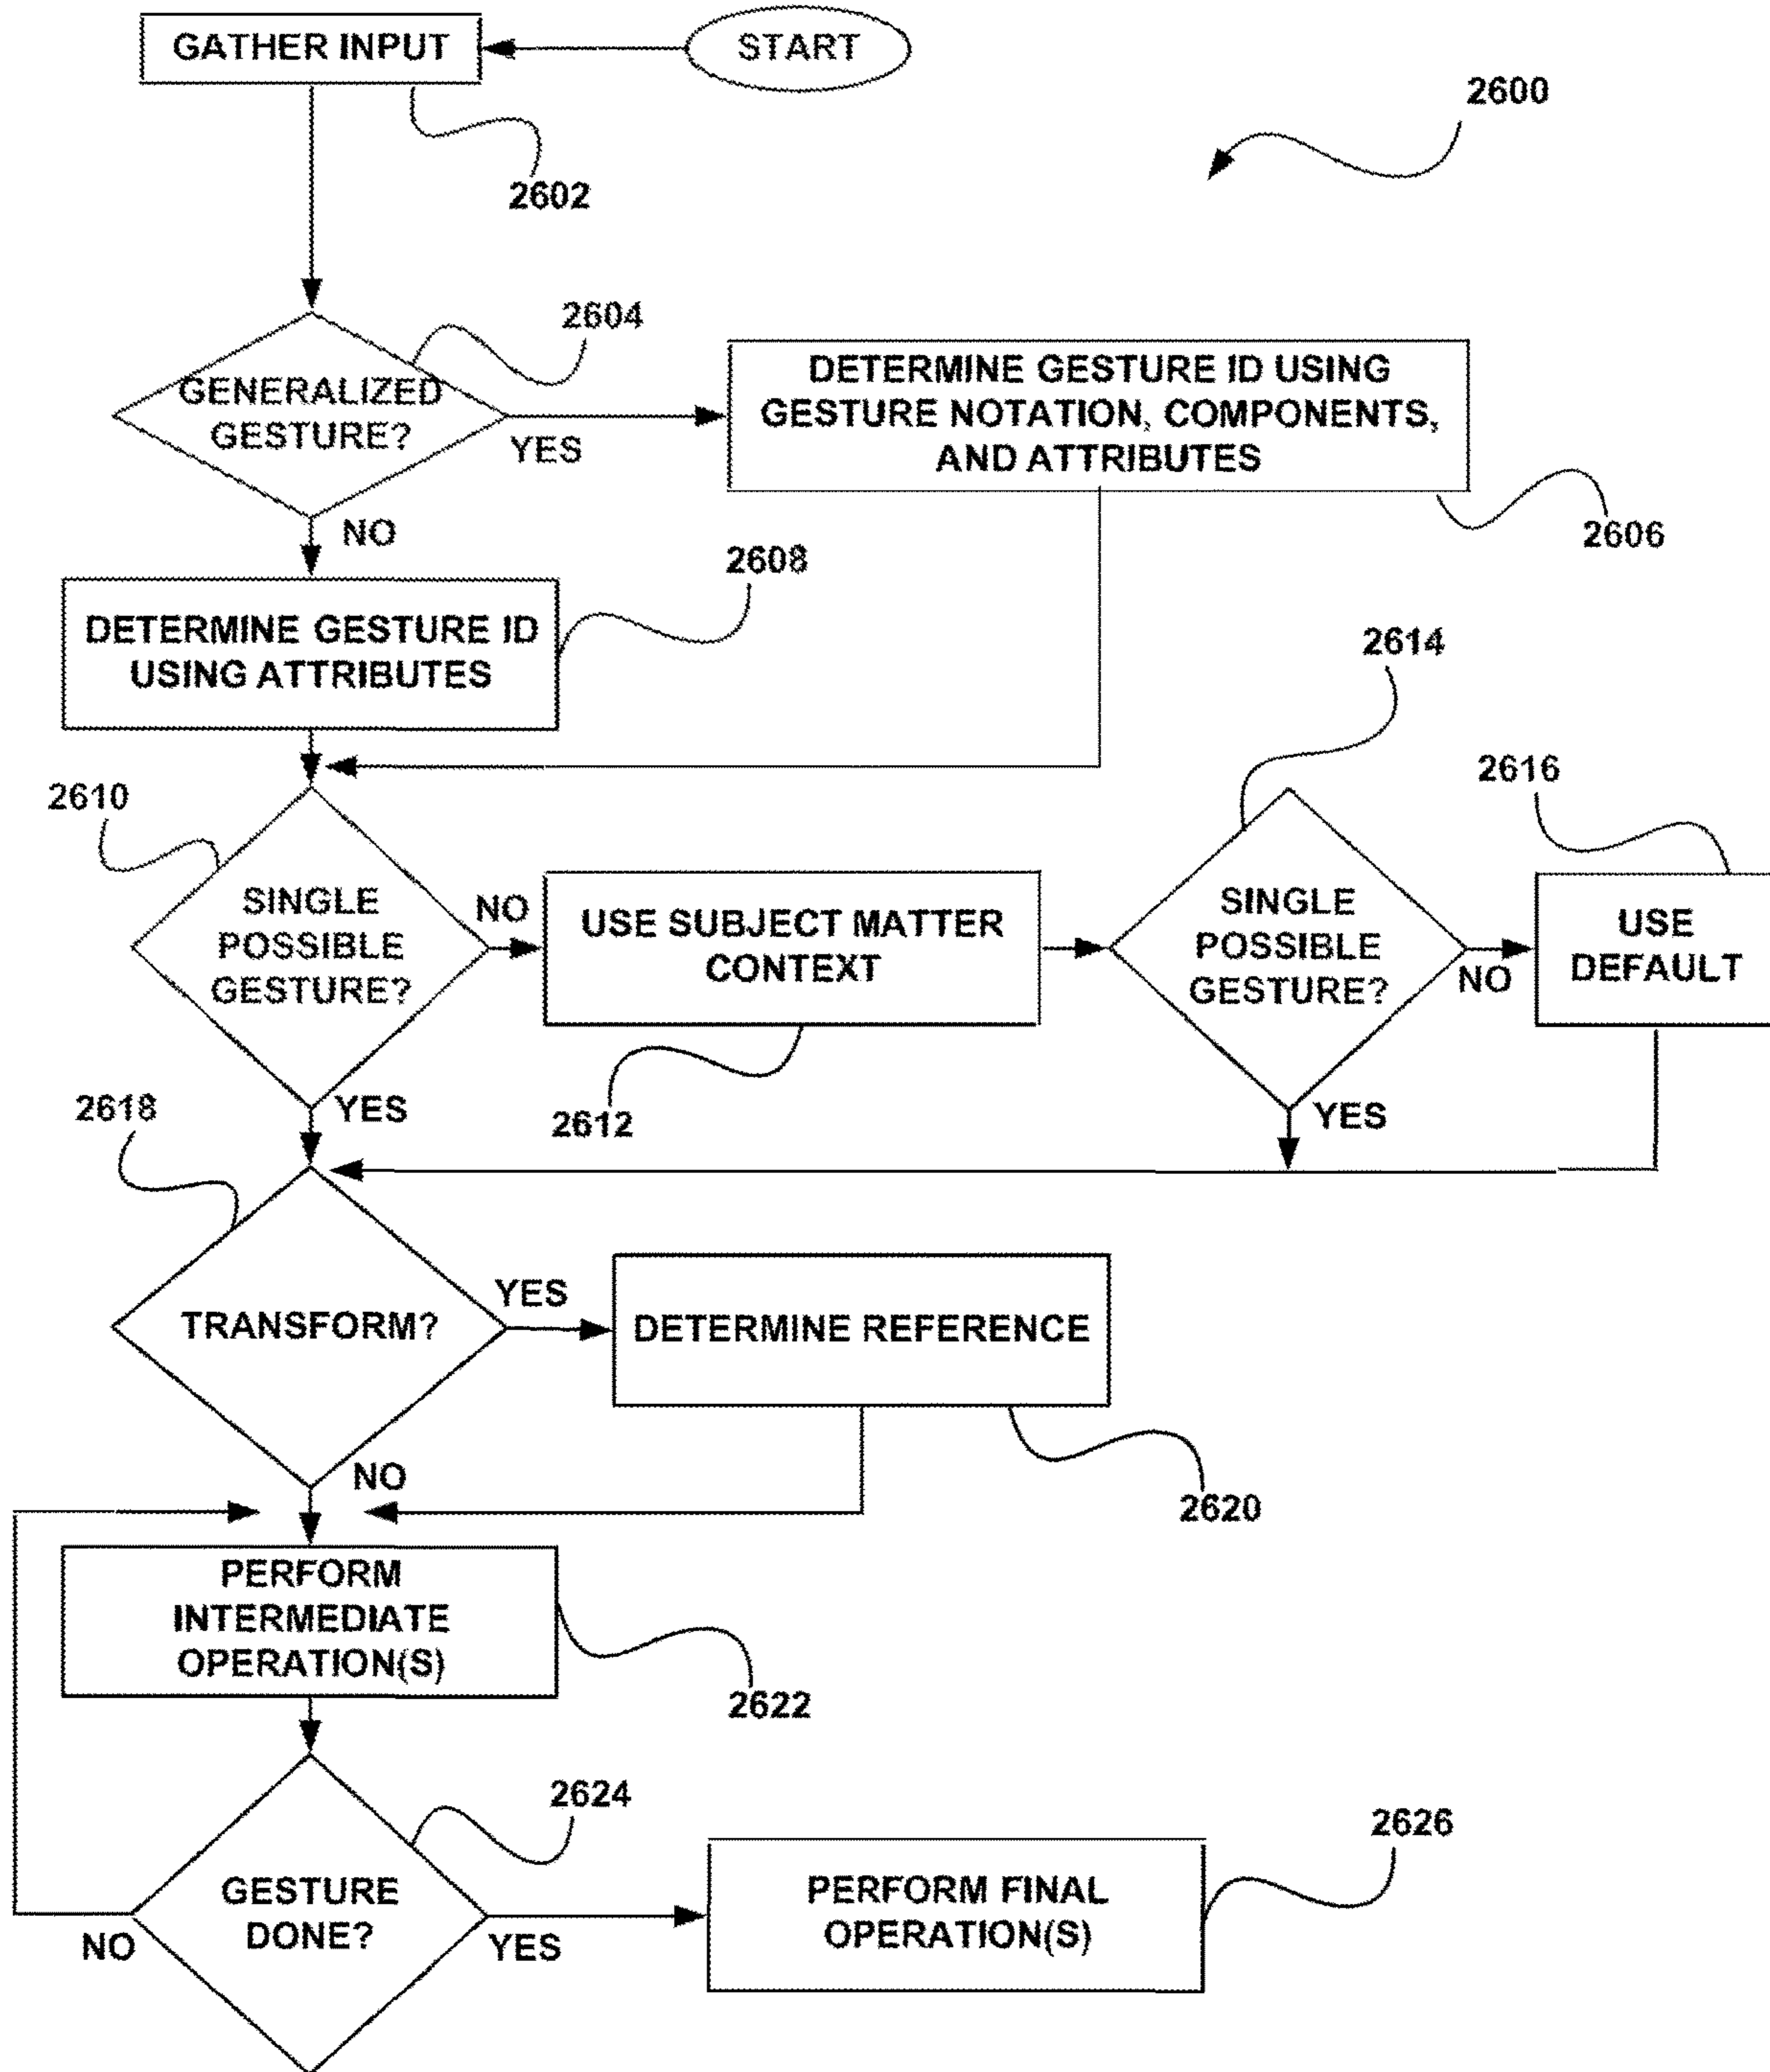 GATHER INPUT
START
2600
2602
2604
GENERALIZED
GESTURE?
YES
DETERMINE GESTURE ID USING
GESTURE NOTATION, COMPONENTS,
AND ATTRIBUTES
2606
NO
2608
DETERMINE GESTURE ID
USING ATTRIBUTES
2610
SINGLE
POSSIBLE
GESTURE?
NO
USE SUBJECT MATTER
CONTEXT
2612
2614
SINGLE
POSSIBLE
GESTURE?
NO
2616
USE
DEFAULT
YES
YES
2618
TRANSFORM?
YES
DETERMINE REFERENCE
2620
NO
PERFORM
INTERMEDIATE
OPERATION(S)
2622
2624
GESTURE
DONE?
NO
YES
PERFORM FINAL
OPERATION(S)
2626